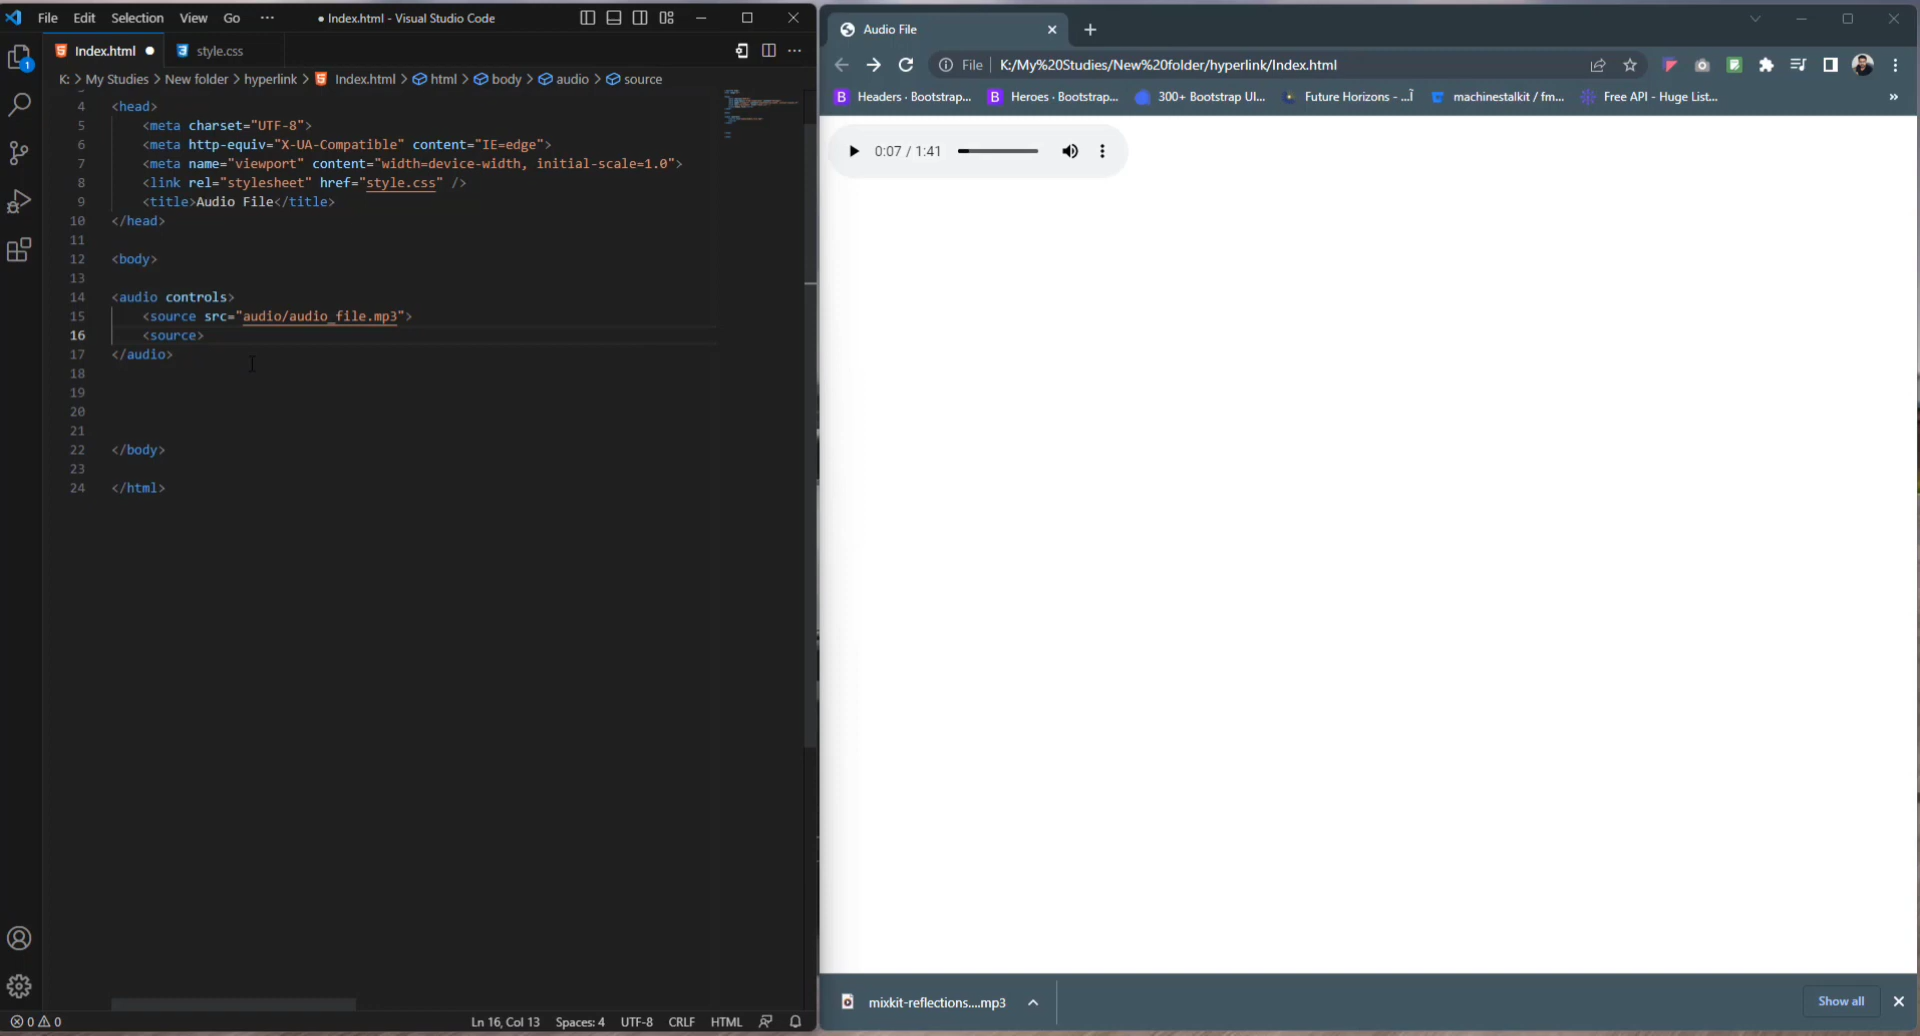 File Edit Selection View Go ··· ● Index.html - Visual Studio Code
Index.html ● style.css
K: > My Studies > New folder > hyperlink > Index.html > html > body > audio > source
4 <head>
5 <meta charset="UTF-8">
6 <meta http-equiv="X-UA-Compatible" content="IE=edge">
7 <meta name="viewport" content="width=device-width, initial-scale=1.0">
8 <link rel="stylesheet" href="style.css" />
9 <title>Audio File</title>
10 </head>
11
12 <body>
13
14 <audio controls>
15 <source src="audio/audio_file.mp3">
16 <source>
17 </audio>
18
19
20
21
22 </body>
23
24 </html>
1
0 0
Ln 16, Col 13 Spaces: 4 UTF-8 CRLF HTML
Audio File
File K:/My%20Studies/New%20folder/hyperlink/Index.html
B Headers · Bootstrap... B Heroes · Bootstrap... 300+ Bootstrap UI... Future Horizons - ...Î machinestalkit / fm... Free API - Huge List... »
0:07 / 1:41
mixkit-reflections....mp3
Show all